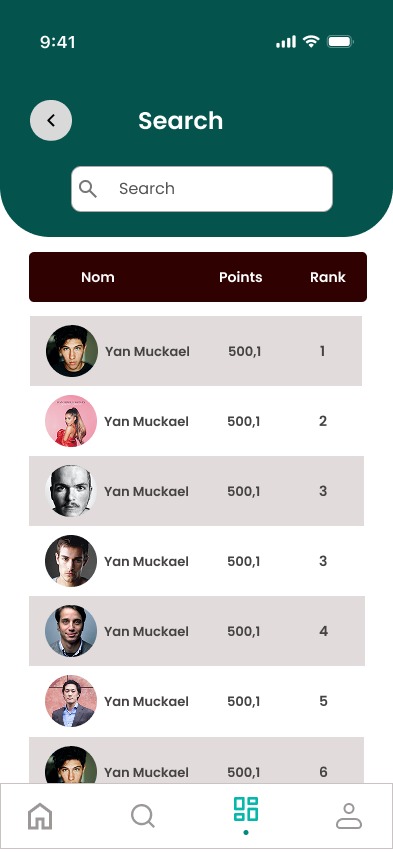 9:41
Search
Search
Nom Points Rank
Yan Muckael 500,1 1
Yan Muckael 500,1 2
Yan Muckael 500,1 3
Yan Muckael 500,1 3
Yan Muckael 500,1 4
Yan Muckael 500,1 5
Yan Muckael 500,1 6